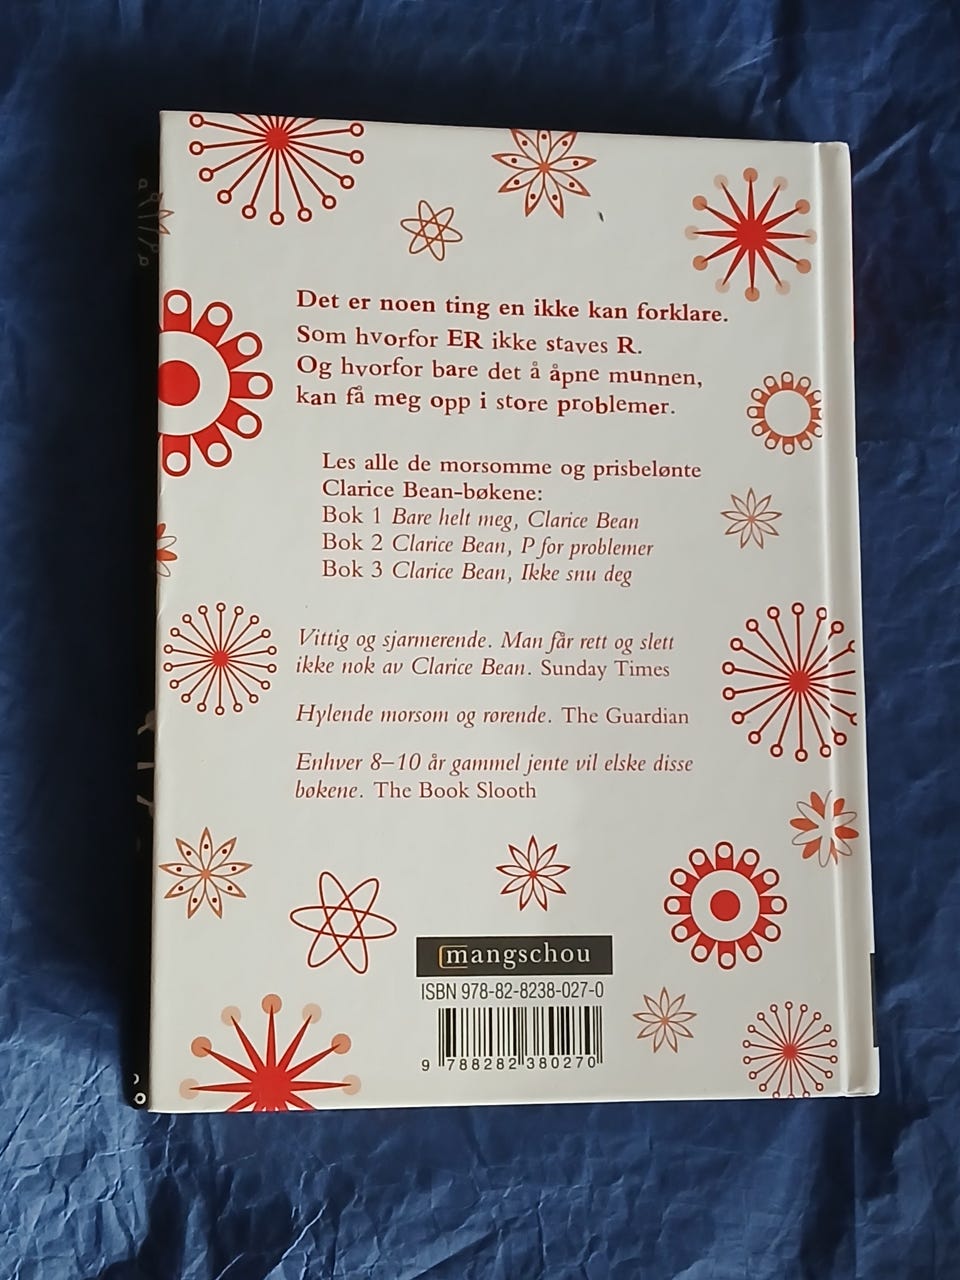 Det er noen ting en ikke kan forklare.
Som hvorfor ER ikke staves R.
Og hvorfor bare det å åpne munnen,
kan få meg opp i store problemer.
Les alle de morsomme og prisbelønte
Clarice Bean-bøkene:
Bok 1 Bare helt meg, Clarice Bean
Bok 2 Clarice Bean, P for problemer
Bok 3 Clarice Bean, Ikke snu deg
Vittig og sjarmerende. Man får rett og slett
ikke nok av Clarice Bean. Sunday Times
Hylende morsom og rørende. The Guardian
Enhver 8–10 år gammel jente vil elske disse
bøkene. The Book Slooth
mangschou
ISBN 978-82-8238-027-0
9 788282 380270